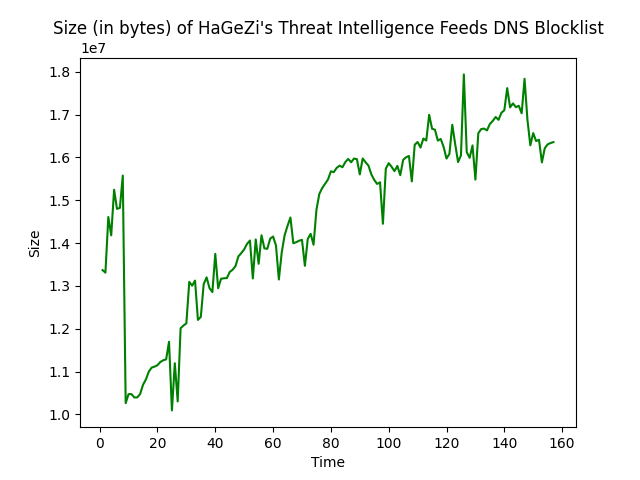 Size (in bytes) of HaGeZi's Threat Intelligence Feeds DNS Blocklist
1e7
1.8
1.7
1.6
1.5
1.4
1.3
1.2
1.1
1.0
Size
0 20 40 60 80 100 120 140 160
Time